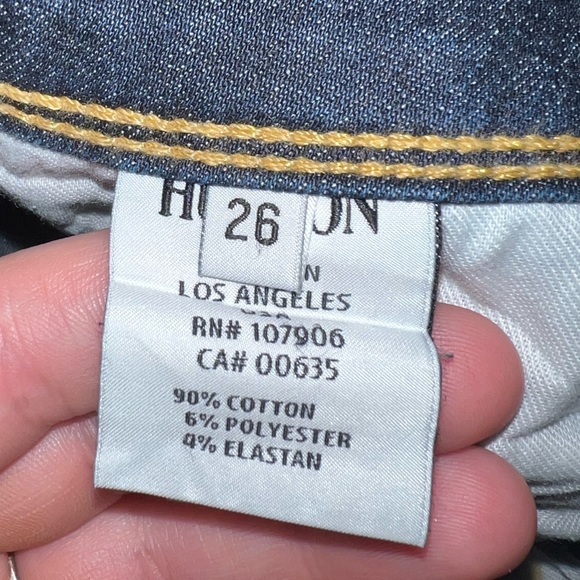 26
LOS ANGELES
RN# 107906
CA# 00635
90% COTTON
6% POLYESTER
4% ELASTAN